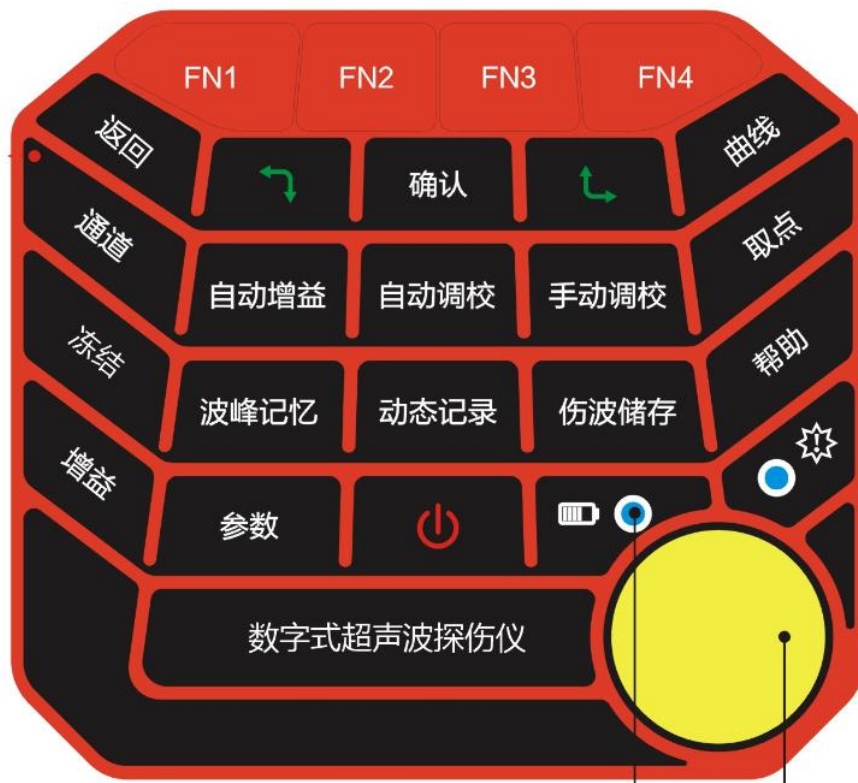 FN1 FN2 FN3 FN4
返回 曲线
确认
通道 取点
自动增益 自动调校 手动调校
冻结 帮助
波峰记忆 动态记录 伤波储存
增益
参数
数字式超声波探伤仪